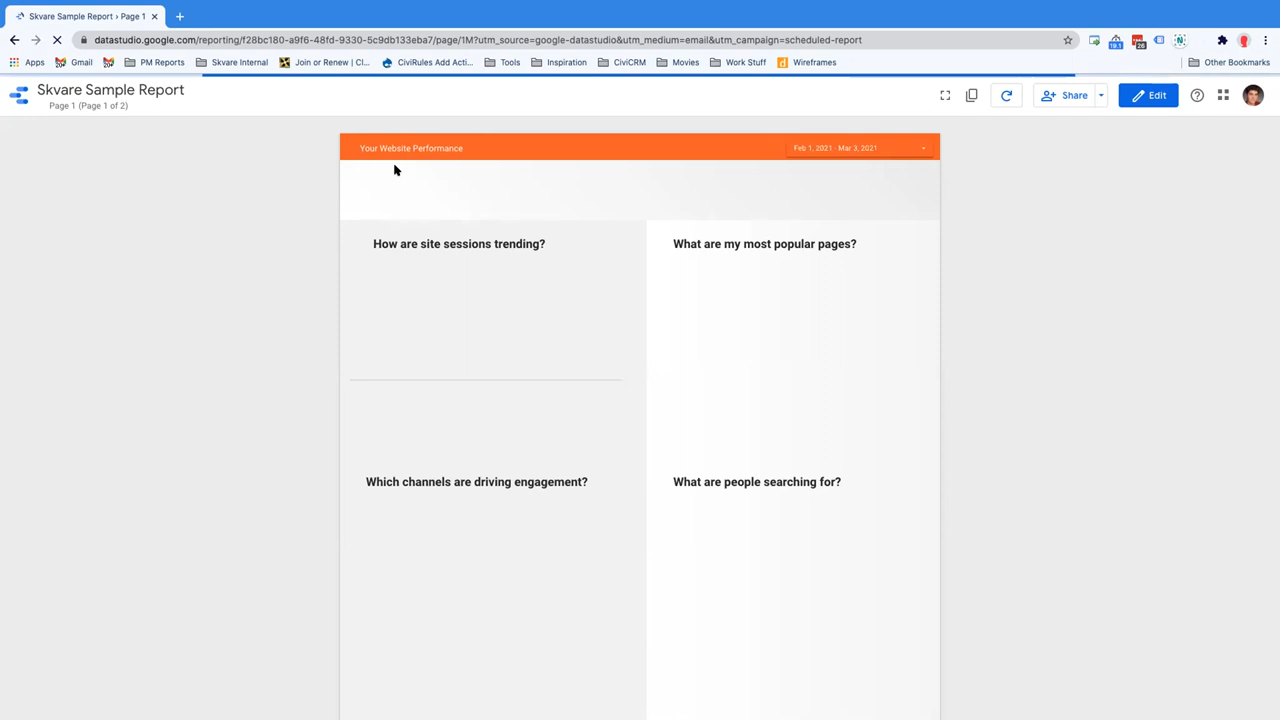 Skvare Sample Report › Page 1
datastudio.google.com/reporting/f28bc180-a9f6-48fd-9330-5c9db133eba7/page/1M?utm_source=google-datastudio&utm_medium=email&utm_campaign=scheduled-report
19.1
26
Apps
Gmail
PM Reports
Skvare Internal
Join or Renew | Cl...
CiviRules Add Acti...
Tools
Inspiration
CiviCRM
Movies
Work Stuff
Wireframes
Other Bookmarks
Skvare Sample Report
Page 1 (Page 1 of 2)
Share
Edit
Your Website Performance
Feb 1, 2021 - Mar 3, 2021
How are site sessions trending?
What are my most popular pages?
Which channels are driving engagement?
What are people searching for?